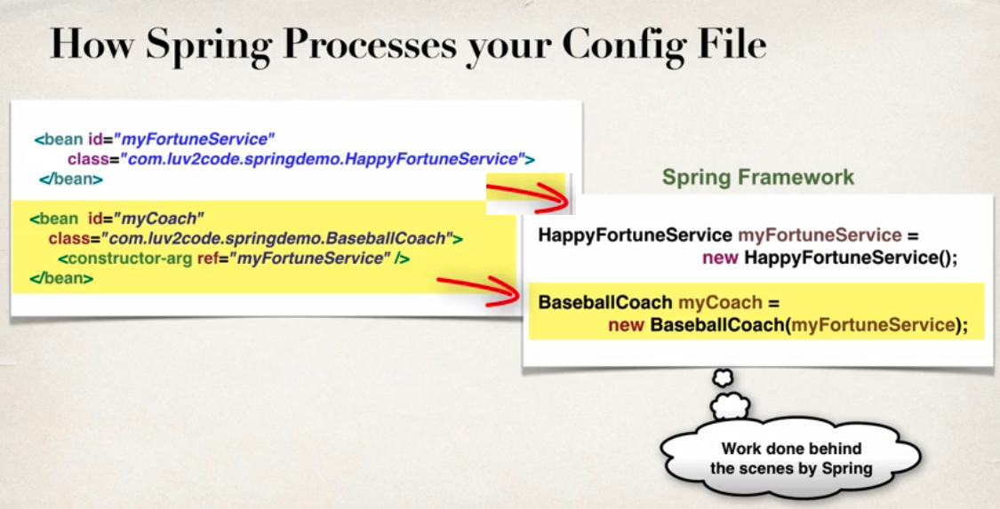 How Spring Processes your Config File
<bean id="myFortuneService"
class="com.luv2code.springdemo.HappyFortuneService">
</bean>
<bean id="myCoach"
class="com.luv2code.springdemo.BaseballCoach">
<constructor-arg ref="myFortuneService" />
</bean>
Spring Framework
HappyFortuneService myFortuneService =
new HappyFortuneService();
BaseballCoach myCoach =
new BaseballCoach(myFortuneService);
Work done behind
the scenes by Spring